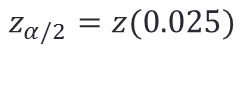 z_{α/2} = z(0.025)